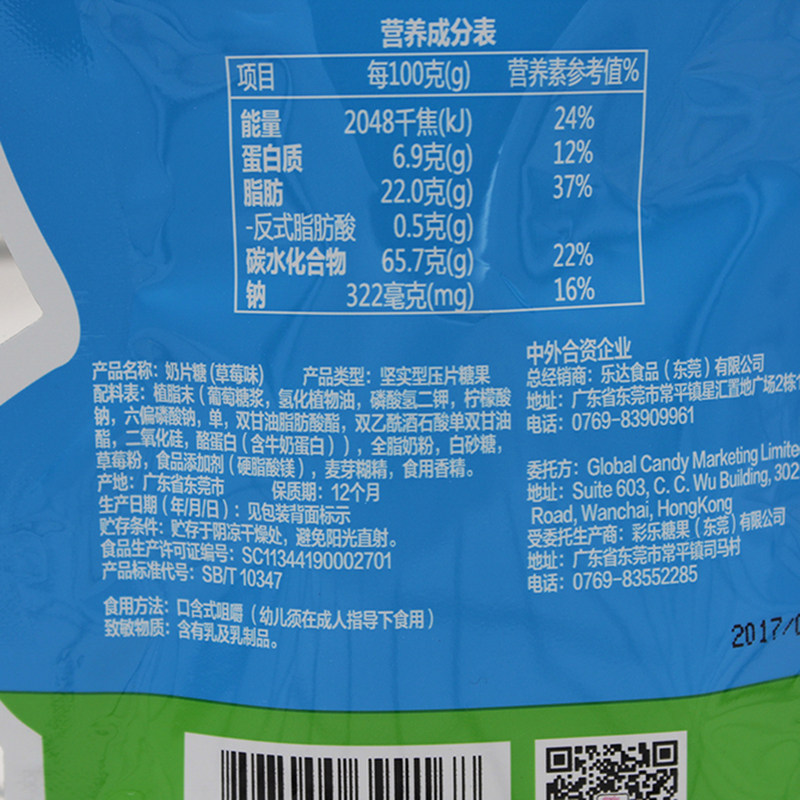 营养成分表
项目 每100克(g) 营养素参考值%
能量 2048千焦(kJ) 24%
蛋白质 6.9克(g) 12%
脂肪 22.0克(g) 37%
-反式脂肪酸 0.5克(g)
碳水化合物 65.7克(g) 22%
钠 322毫克(mg) 16%
产品名称：奶片糖（草莓味） 产品类型：坚实型压片糖果
配料表：植脂末（葡萄糖浆，氢化植物油，磷酸氢二钾，柠檬酸
钠，六偏磷酸钠，单，双甘油脂肪酸酯，双乙酰酒石酸单双甘油
酯，二氧化硅，酪蛋白（含牛奶蛋白）），全脂奶粉，白砂糖，
草莓粉，食品添加剂（硬脂酸镁），麦芽糊精，食用香精。
产地：广东省东莞市 保质期：12个月
生产日期（年/月/日）：见包装背面标示
贮存条件：贮存于阴凉干燥处，避免阳光直射。
食品生产许可证编号：SC11344190002701
产品标准代号：SB/T 10347
食用方法：口含式咀嚼（幼儿须在成人指导下食用）
致敏物质：含有乳及乳制品。
中外合资企业
总经销商：乐达食品（东莞）有限公司
地址：广东省东莞市常平镇星汇置地广场2栋
电话：0769-83909961
委托方：Global Candy Marketing Limite
地址：Suite 603, C. C. Wu Building, 302
Road, Wanchai, HongKong
受委托生产商：彩乐糖果（东莞）有限公司
地址：广东省东莞市常平镇司马村
电话：0769-83552285
2017/0